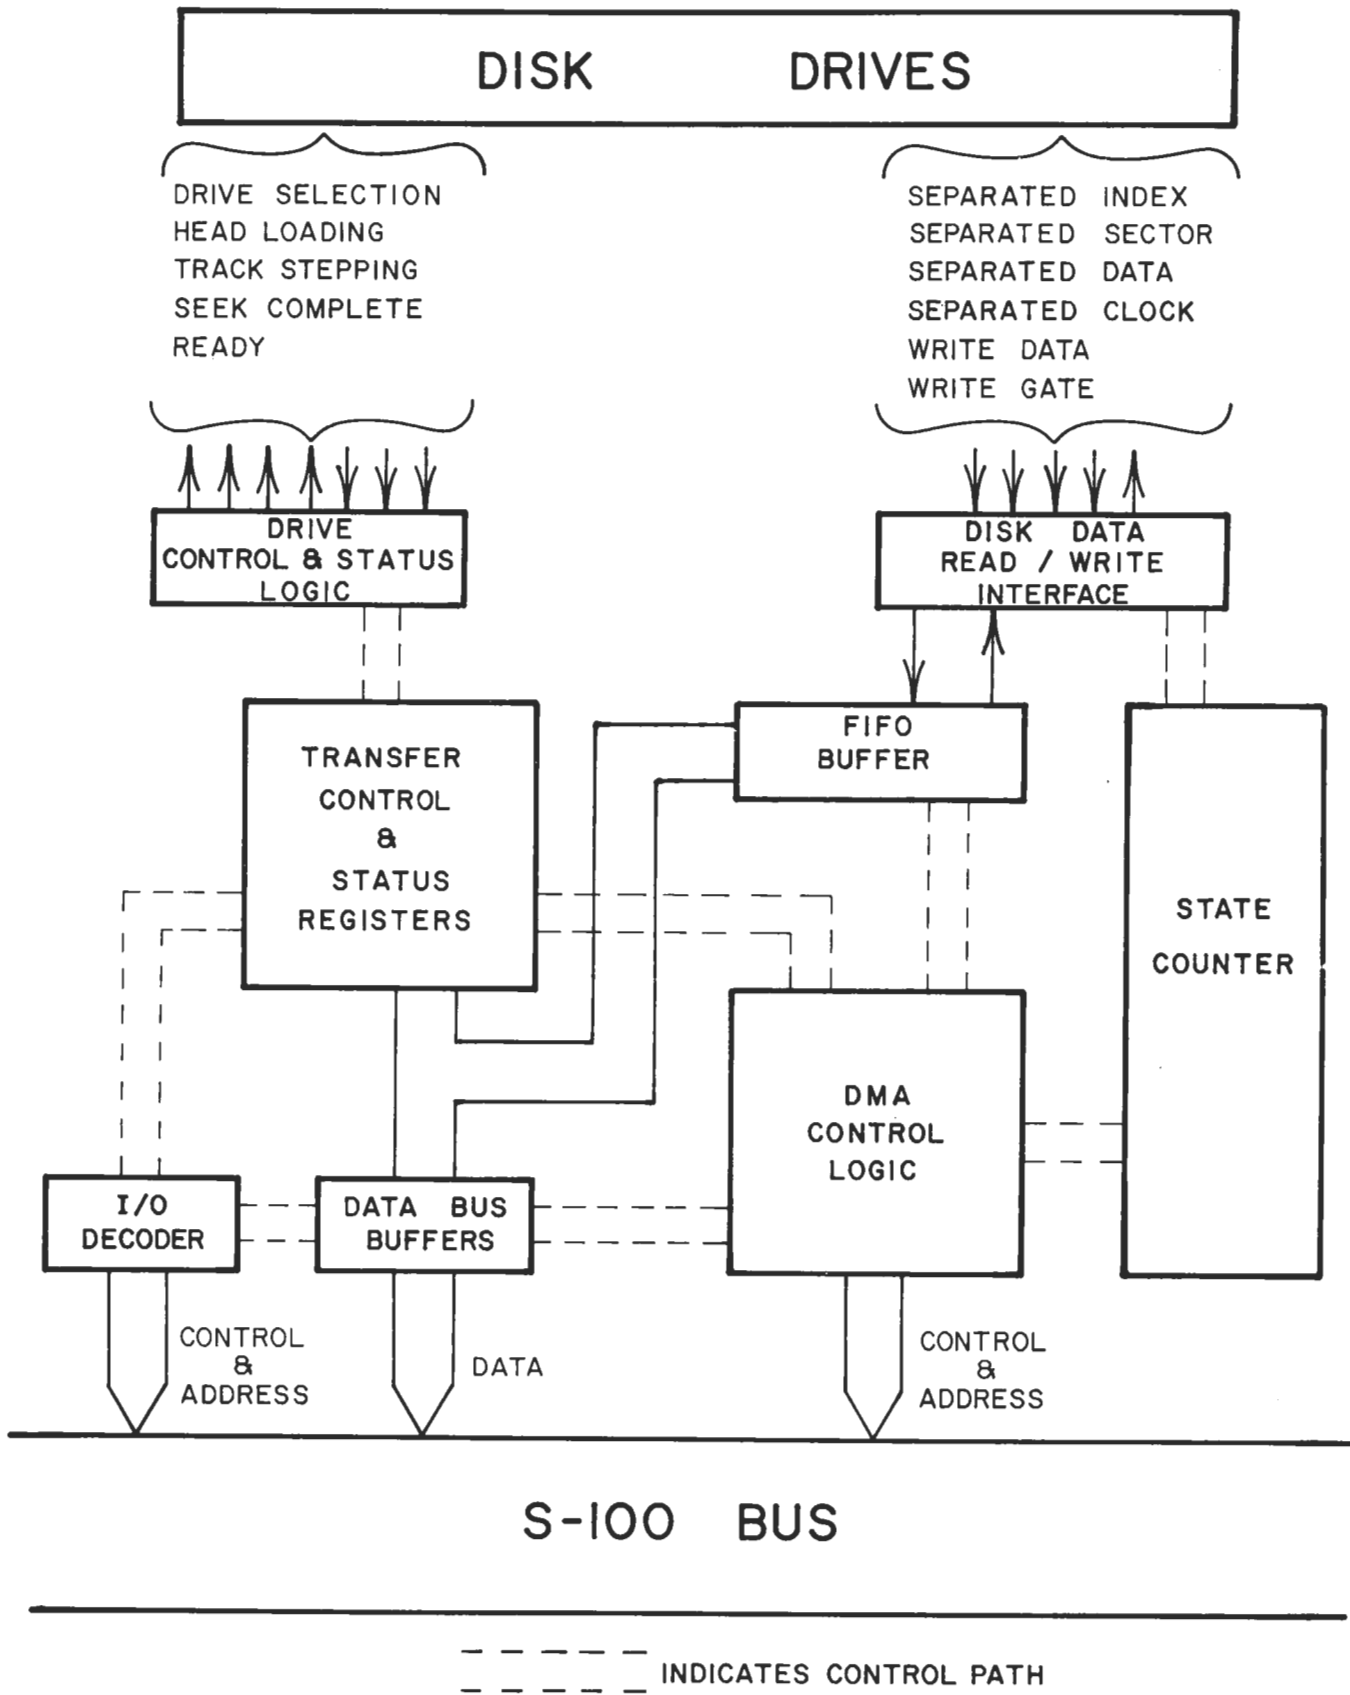 DISK DRIVES
DRIVE SELECTION
HEAD LOADING
TRACK STEPPING
SEEK COMPLETE
READY
SEPARATED INDEX
SEPARATED SECTOR
SEPARATED DATA
SEPARATED CLOCK
WRITE DATA
WRITE GATE
DRIVE
CONTROL & STATUS
LOGIC
DISK DATA
READ / WRITE
INTERFACE
TRANSFER
CONTROL
&
STATUS
REGISTERS
FIFO
BUFFER
STATE
COUNTER
DMA
CONTROL
LOGIC
I/O
DECODER
DATA BUS
BUFFERS
CONTROL
&
ADDRESS
DATA
CONTROL
&
ADDRESS
S-100 BUS
INDICATES CONTROL PATH